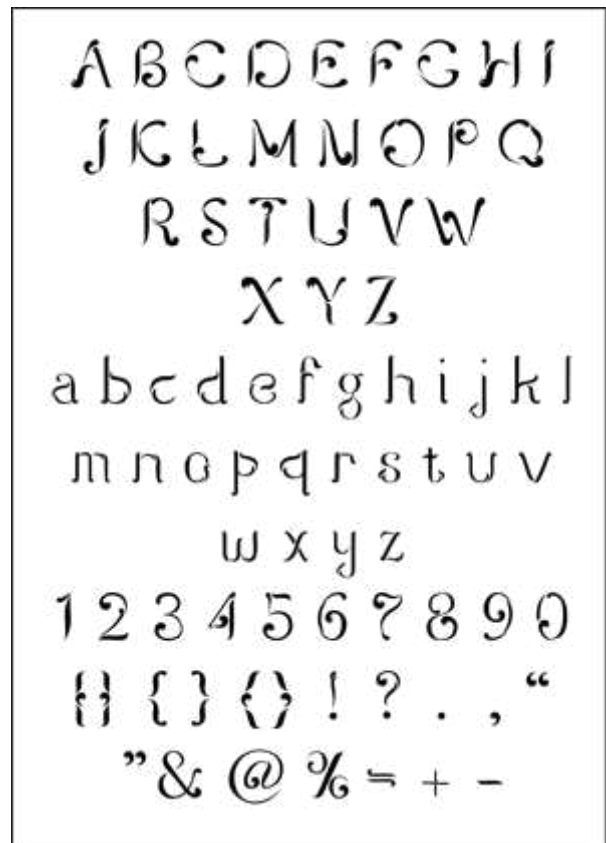 A B C D E F G H I
J K L M N O P Q
R S T U V W
X Y Z
a b c d e f g h i j k l
m n o p q r s t u v
w x y z
1 2 3 4 5 6 7 8 9 0
[ ] { } ( ) ! ? . , “
” & @ % = + -